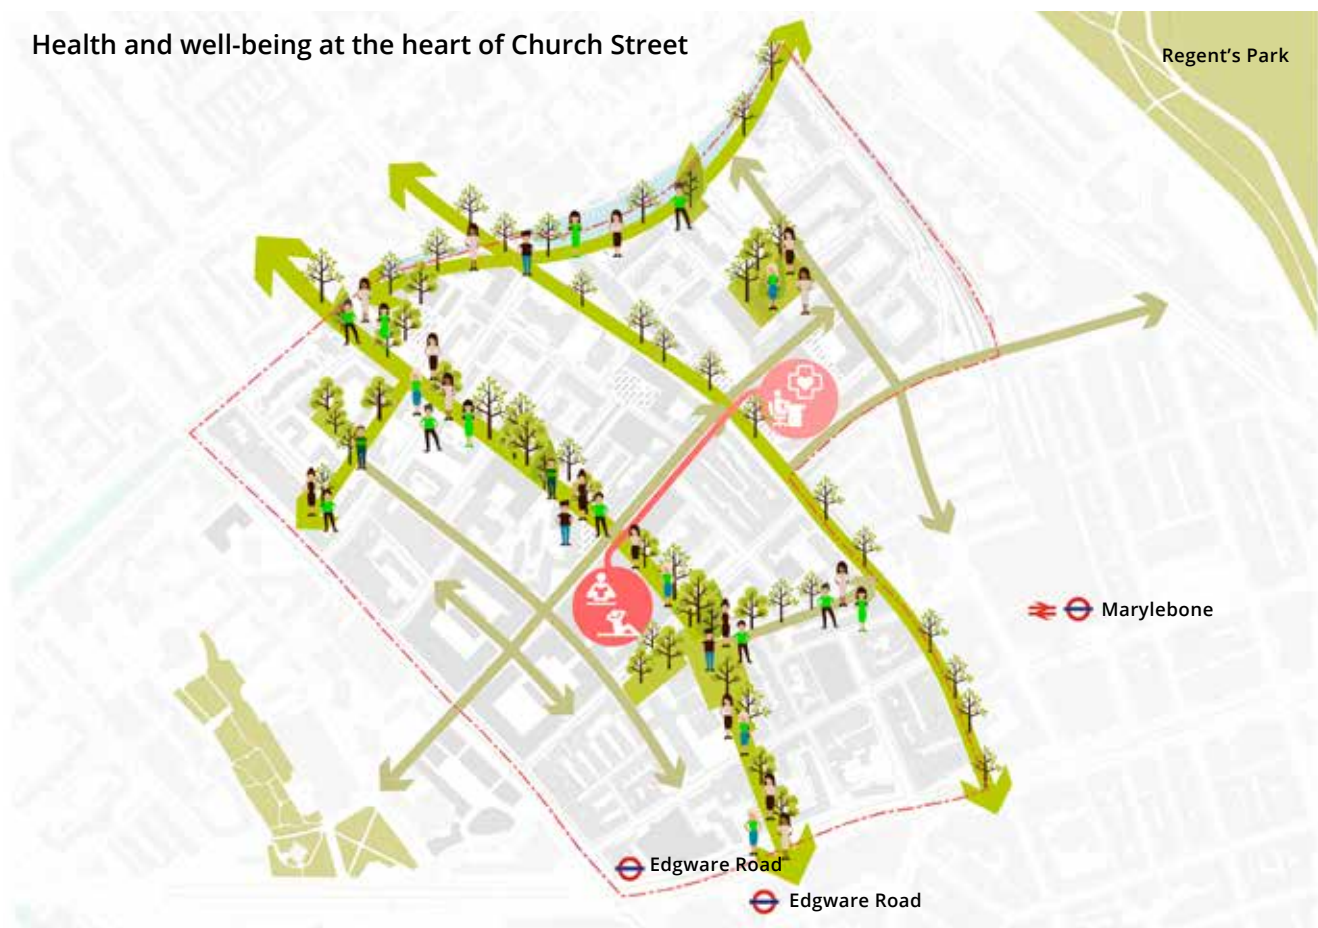 Health and well-being at the heart of Church Street
Regent’s Park
Marylebone
Edgware Road
Edgware Road